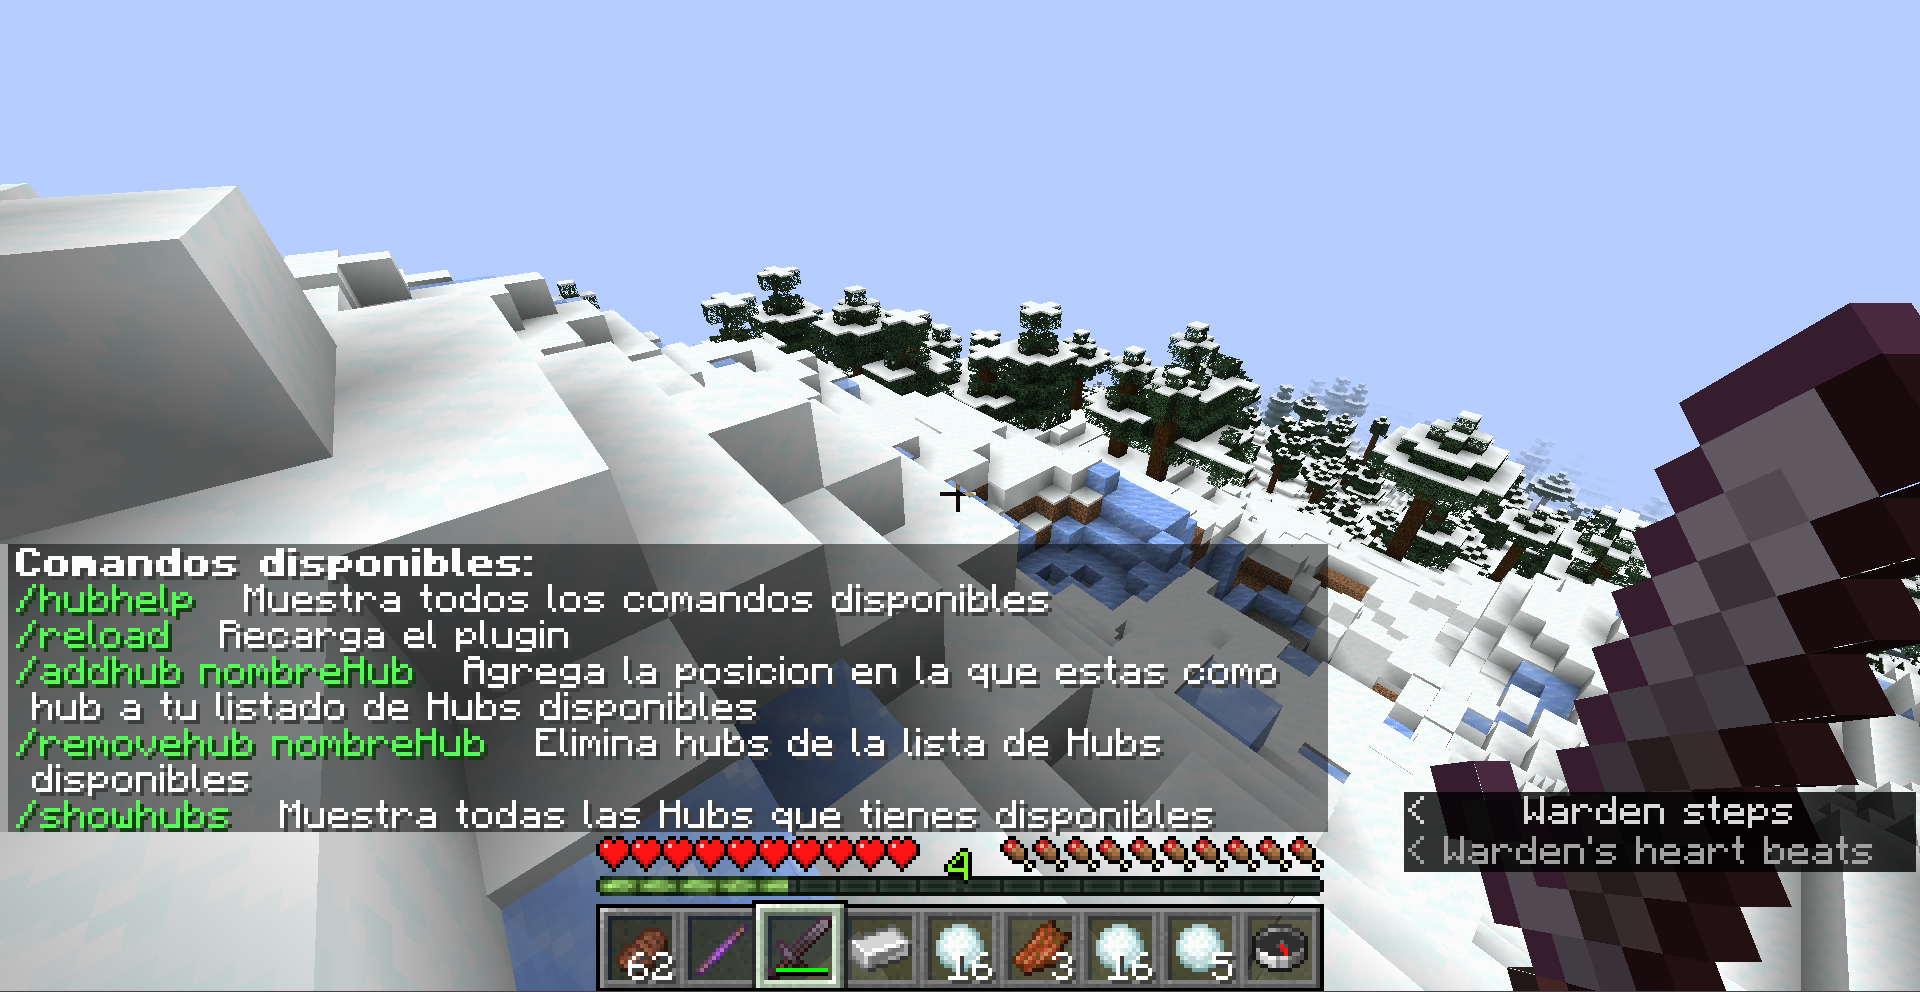 Comandos disponibles:
/hubhelp Muestra todos los comandos disponibles
/reload Recarga el plugin
/addhub nombreHub Agrega la posicion en la que estas como
hub a tu listado de Hubs disponibles
/removehub nombreHub Elimina hubs de la lista de Hubs
disponibles
/showhubs Muestra todas las Hubs que tienes disponibles
< Warden steps
< Warden's heart beats
4
62 16 3 16 5